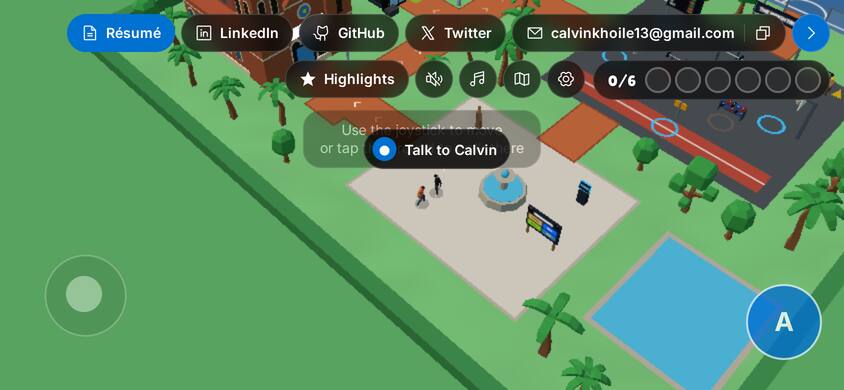 Résumé
LinkedIn
GitHub
Twitter
calvinkhoile13@gmail.com
Highlights
0/6
Use the joystick to move
or tap
Talk to Calvin
A